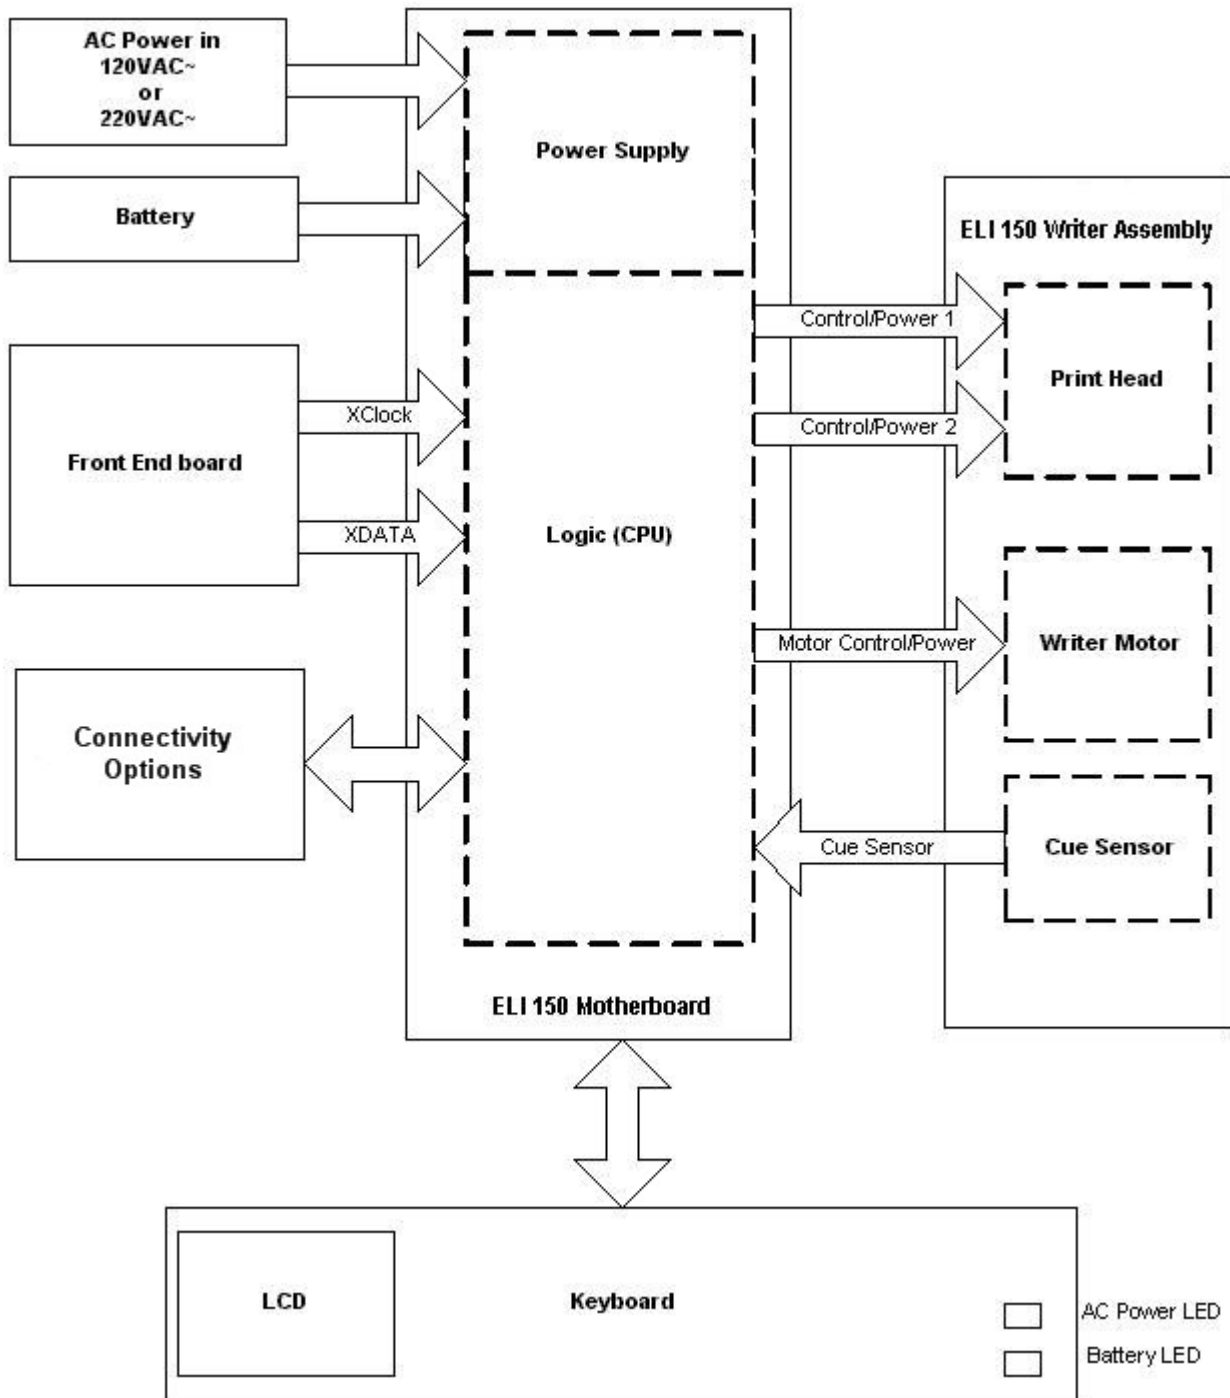 AC Power in
120VAC~
or
220VAC~
Power Supply
Battery
ELI 150 Writer Assembly
Control/Power 1
Print Head
XClock
Control/Power 2
Front End board
XDATA
Logic (CPU)
Motor Control/Power
Writer Motor
Connectivity
Options
Cue Sensor
Cue Sensor
ELI 150 Motherboard
LCD
Keyboard
AC Power LED
Battery LED